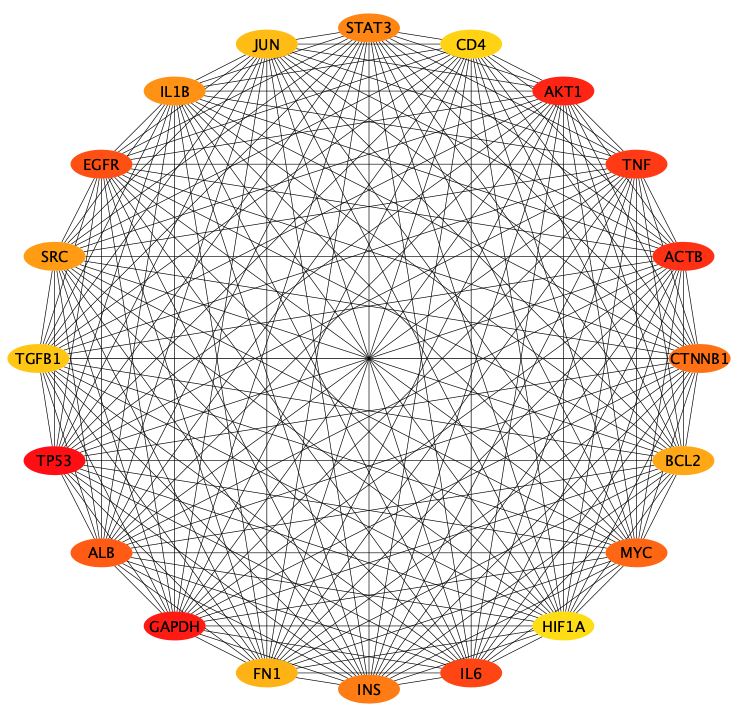 STAT3
JUN
CD4
IL1B
AKT1
EGFR
TNF
SRC
ACTB
TGFB1
CTNNB1
TP53
BCL2
ALB
MYC
GAPDH
HIF1A
FN1
IL6
INS